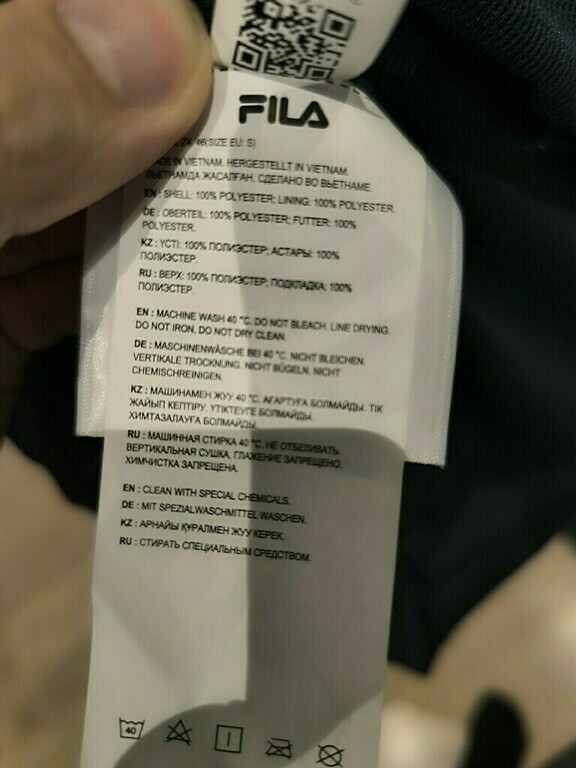 FILA
46(SIZE EU: S)
MADE IN VIETNAM. HERGESTELLT IN VIETNAM.
ВЬЕТНАМДА ЖАСАЛҒАН. СДЕЛАНО ВО ВЬЕТНАМЕ.
EN : SHELL: 100% POLYESTER; LINING: 100% POLYESTER.
DE : OBERTEIL: 100% POLYESTER; FUTTER: 100%
POLYESTER.
KZ : ҮСТІ: 100% ПОЛИЭСТЕР; АСТАРЫ: 100%
ПОЛИЭСТЕР.
RU : ВЕРХ: 100% ПОЛИЭСТЕР; ПОДКЛАДКА: 100%
ПОЛИЭСТЕР.
EN : MACHINE WASH 40 °C. DO NOT BLEACH. LINE DRYING.
DO NOT IRON. DO NOT DRY CLEAN.
DE : MASCHINENWÄSCHE BEI 40 °C. NICHT BLEICHEN.
VERTIKALE TROCKNUNG. NICHT BÜGELN. NICHT
CHEMISCHREINIGEN.
KZ : МАШИНАМЕН ЖУУ 40 °C. АҒАРТУҒА БОЛМАЙДЫ. ТІК
ЖАЙЫП КЕПТІРУ. ҮТІКТЕУГЕ БОЛМАЙДЫ.
ХИМТАЗАЛАУҒА БОЛМАЙДЫ.
RU : МАШИННАЯ СТИРКА 40 °C. НЕ ОТБЕЛИВАТЬ.
ВЕРТИКАЛЬНАЯ СУШКА. ГЛАЖЕНИЕ ЗАПРЕЩЕНО.
ХИМЧИСТКА ЗАПРЕЩЕНА.
EN : CLEAN WITH SPECIAL CHEMICALS.
DE : MIT SPEZIALWASCHMITTEL WASCHEN.
KZ : АРНАЙЫ ҚҰРАЛМЕН ЖУУ КЕРЕК.
RU : СТИРАТЬ СПЕЦИАЛЬНЫМ СРЕДСТВОМ.
40